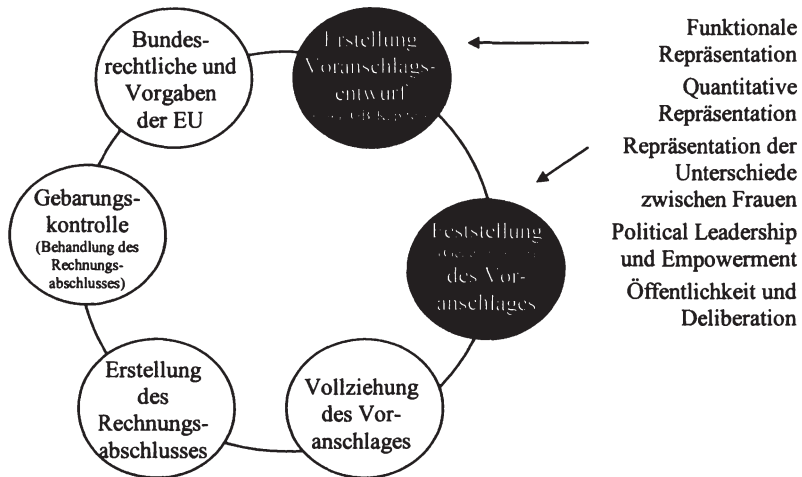 Bundes-
rechtliche und
Vorgaben
der EU
Erstellung
Voranschlags-
entwurf
Funktionale
Repräsentation
Quantitative
Repräsentation
Repräsentation der
Unterschiede
zwischen Frauen
Political Leadership
und Empowerment
Öffentlichkeit und
Deliberation
Gebarungs-
kontrolle
(Behandlung des
Rechnungs-
abschlusses)
Feststellung
des Vor-
anschlages
Erstellung
des
Rechnungs-
abschlusses
Vollziehung
des Vor-
anschlages